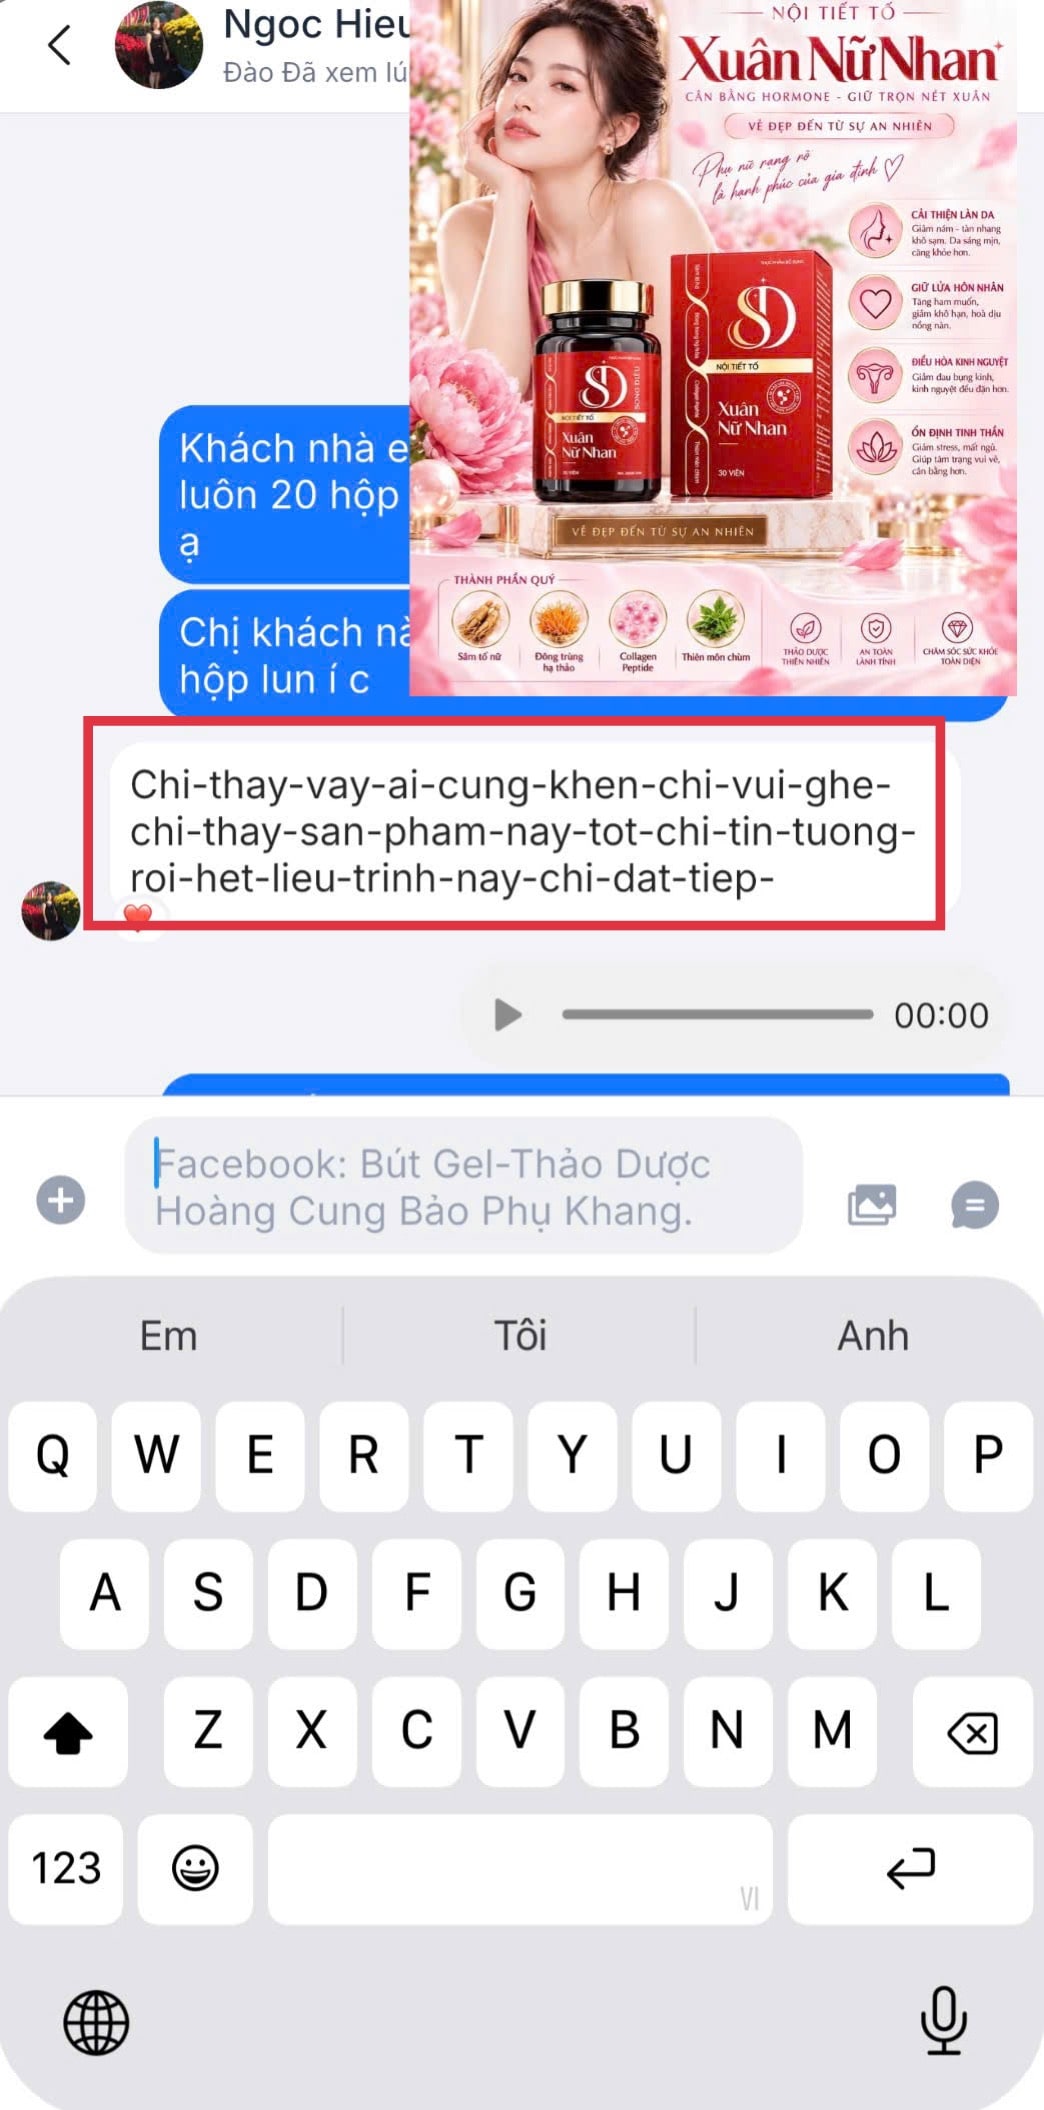 Ngoc Hieu
Đào Đã xem lú
NỘI TIẾT TỐ
Xuân Nữ Nhan
CÂN BẰNG HORMONE - GIỮ TRỌN NÉT XUÂN
VẺ ĐẸP ĐẾN TỪ SỰ AN NHIÊN
Phụ nữ rạng rỡ
là hạnh phúc của gia đình
CẢI THIỆN LÀN DA
Giảm nám - tàn nhang
khô sạm. Da sáng mịn,
căng khỏe hơn.
GIỮ LỬA HÔN NHÂN
Tăng ham muốn,
giảm khô hạn, hoà dịu
nồng nàn.
ĐIỀU HÒA KINH NGUYỆT
Giảm đau bụng kinh,
kinh nguyệt đều đặn hơn.
ỔN ĐỊNH TINH THẦN
Giảm stress, mất ngủ.
Giúp tâm trạng vui vẻ,
cân bằng hơn.
SD
NỘI TIẾT TỐ
Xuân
Nữ Nhan
30 VIÊN
SD
NỘI TIẾT TỐ
Xuân
Nữ Nhan
30 VIÊN
VẺ ĐẸP ĐẾN TỪ SỰ AN NHIÊN
THÀNH PHẦN QUÝ
Sâm tố nữ
Đông trùng
hạ thảo
Collagen
Peptide
Thiên môn chùm
THẢO DƯỢC
THIÊN NHIÊN
AN TOÀN
LÀNH TÍNH
CHĂM SÓC SỨC KHỎE
TOÀN DIỆN
Khách nhà e
luôn 20 hộp
ạ
Chị khách nà
hộp lun í c
Chi-thay-vay-ai-cung-khen-chi-vui-ghe-
chi-thay-san-pham-nay-tot-chi-tin-tuong-
roi-het-lieu-trinh-nay-chi-dat-tiep-
00:00
Facebook: Bút Gel-Thảo Dược
Hoàng Cung Bảo Phụ Khang.
Em Tôi Anh
Q W E R T Y U I O P
A S D F G H J K L
Z X C V B N M
123
VI